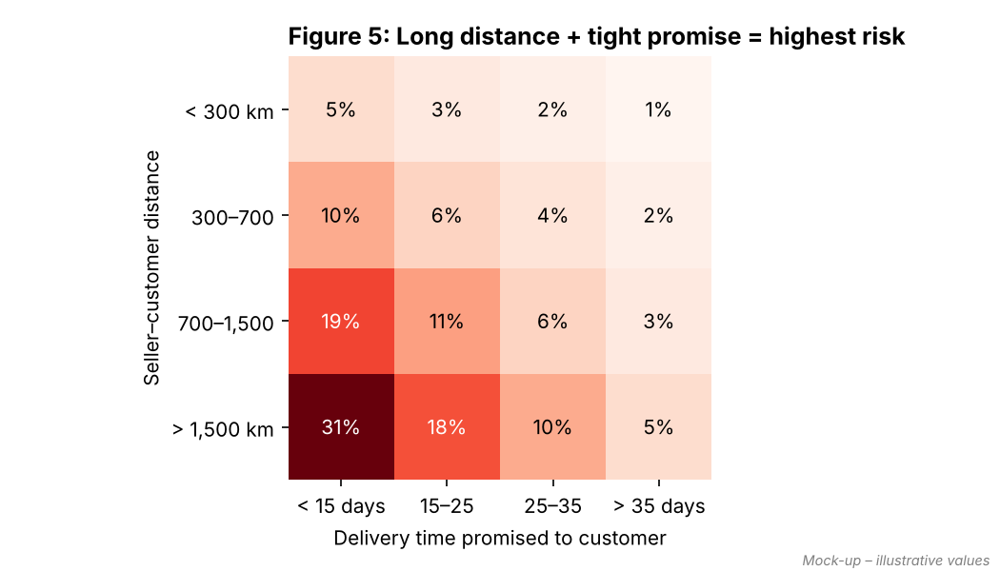 Figure 5: Long distance + tight promise = highest risk
Seller–customer distance
< 300 km 5% 3% 2% 1%
300–700 10% 6% 4% 2%
700–1,500 19% 11% 6% 3%
> 1,500 km 31% 18% 10% 5%
< 15 days 15–25 25–35 > 35 days
Delivery time promised to customer
Mock-up – illustrative values